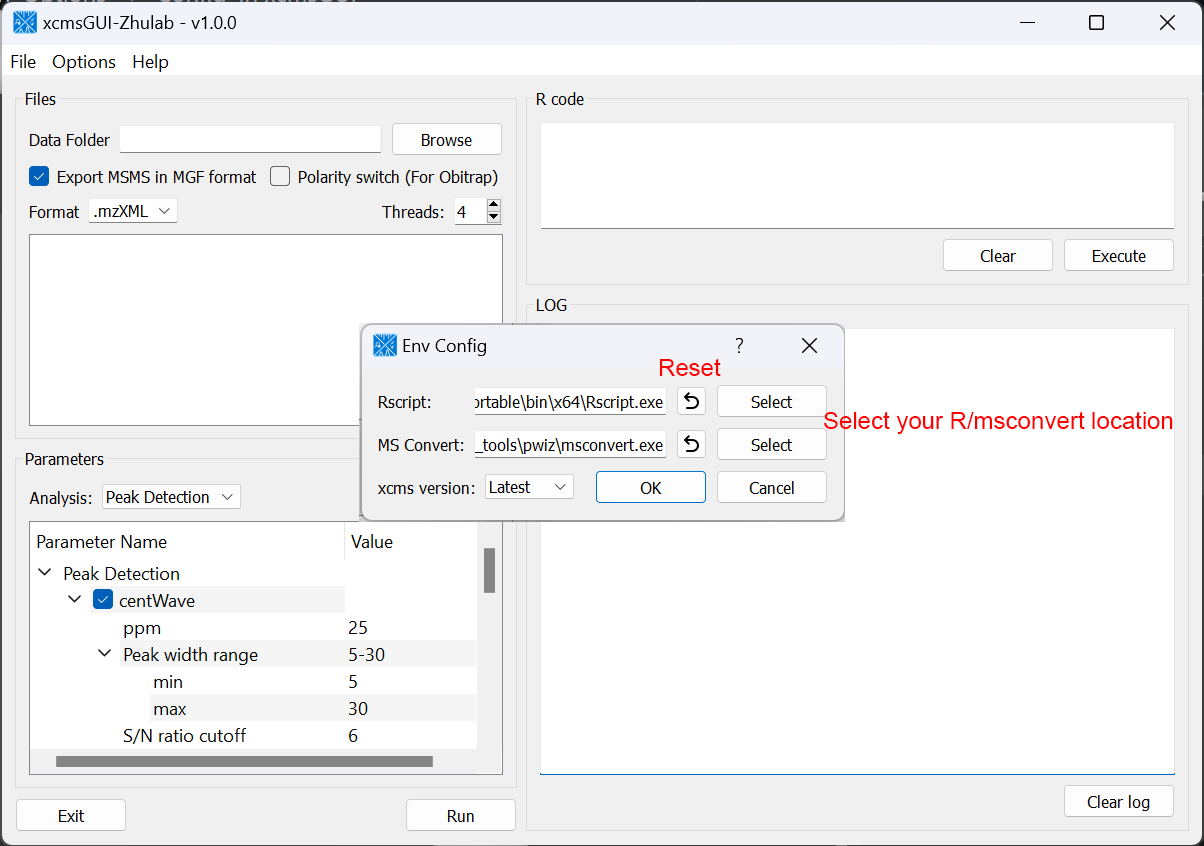 xcmsGUI-Zhulab - v1.0.0
File Options Help
Files
Data Folder Browse
Export MSMS in MGF format Polarity switch (For Obitrap)
Format .mzXML Threads: 4
R code
Clear Execute
LOG
Env Config ?
Reset
Rscript: ortable\bin\x64\Rscript.exe Select
Select your R/msconvert location
MS Convert: _tools\pwiz\msconvert.exe Select
xcms version: Latest OK Cancel
Parameters
Analysis: Peak Detection
Parameter Name Value
Peak Detection
centWave
ppm 25
Peak width range 5-30
min 5
max 30
S/N ratio cutoff 6
Exit Run
Clear log